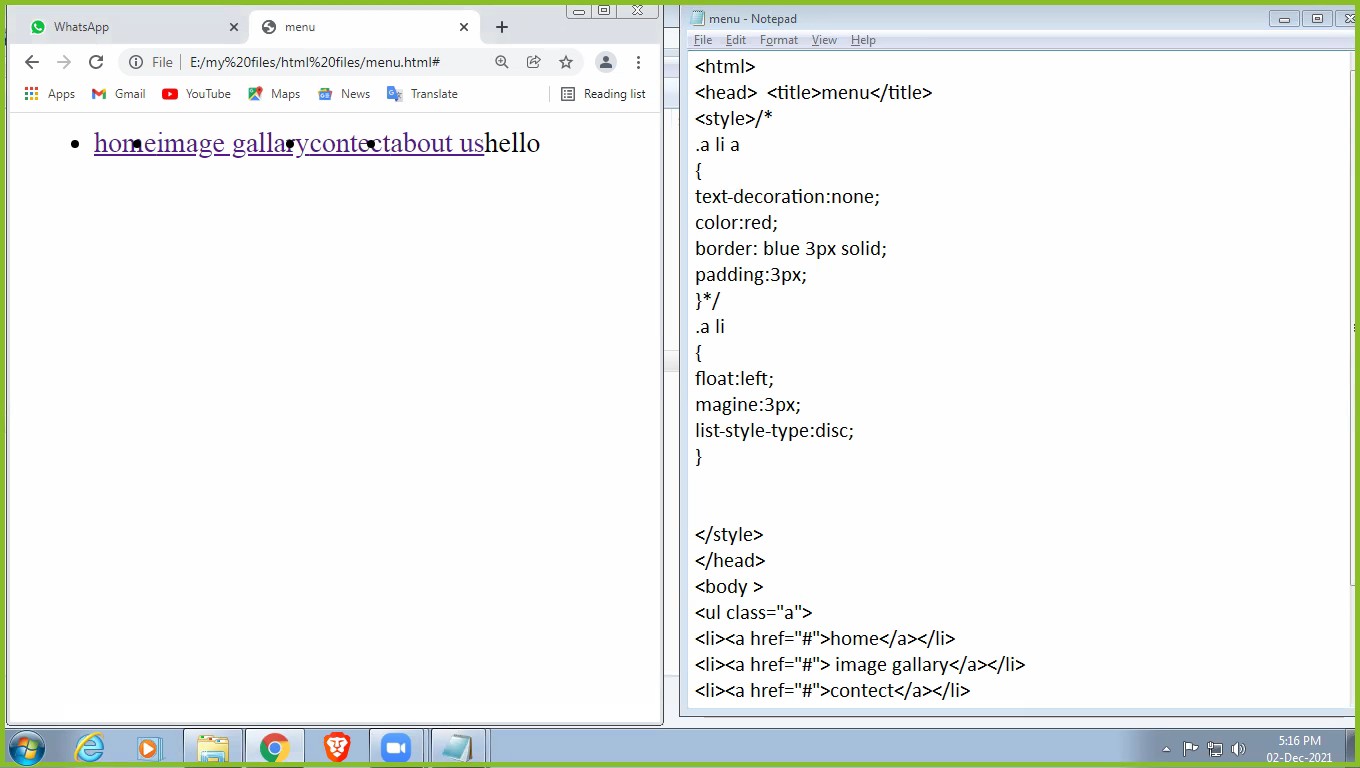 WhatsApp
menu
File
E:/my%20files/html%20files/menu.html#
Apps Gmail YouTube Maps News Translate Reading list
homeimage gallarycontectabout ushello
menu - Notepad
File Edit Format View Help
<html>
<head> <title>menu</title>
<style>/*
.a li a
{
text-decoration:none;
color:red;
border: blue 3px solid;
padding:3px;
}*/
.a li
{
float:left;
magine:3px;
list-style-type:disc;
}
</style>
</head>
<body >
<ul class="a">
<li><a href="#">home</a></li>
<li><a href="#"> image gallary</a></li>
<li><a href="#">contect</a></li>
5:16 PM
02-Dec-2021